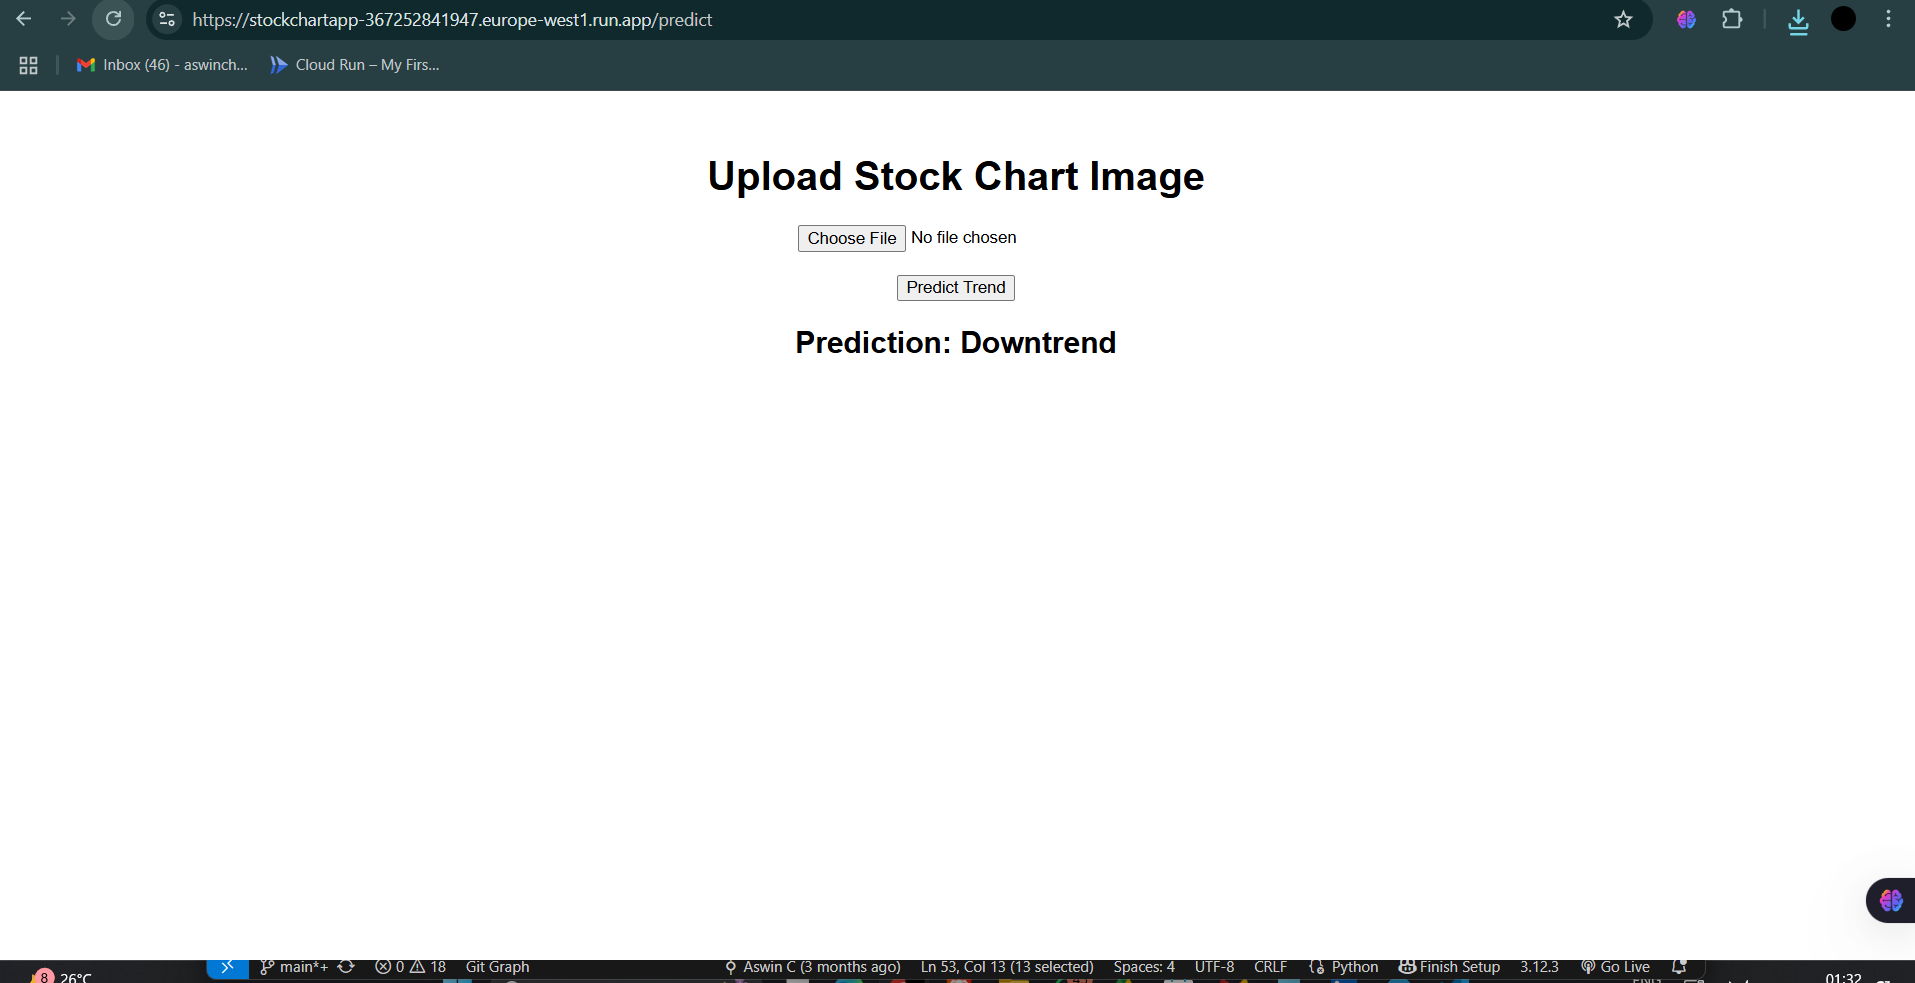 https://stockchartapp-367252841947.europe-west1.run.app/predict
Inbox (46) - aswinch... Cloud Run – My Firs...
Upload Stock Chart Image
Choose File No file chosen
Predict Trend
Prediction: Downtrend
main*+ 0 18 Git Graph Aswin C (3 months ago) Ln 53, Col 13 (13 selected) Spaces: 4 UTF-8 CRLF Python Finish Setup 3.12.3 Go Live
8 26°C 01:32